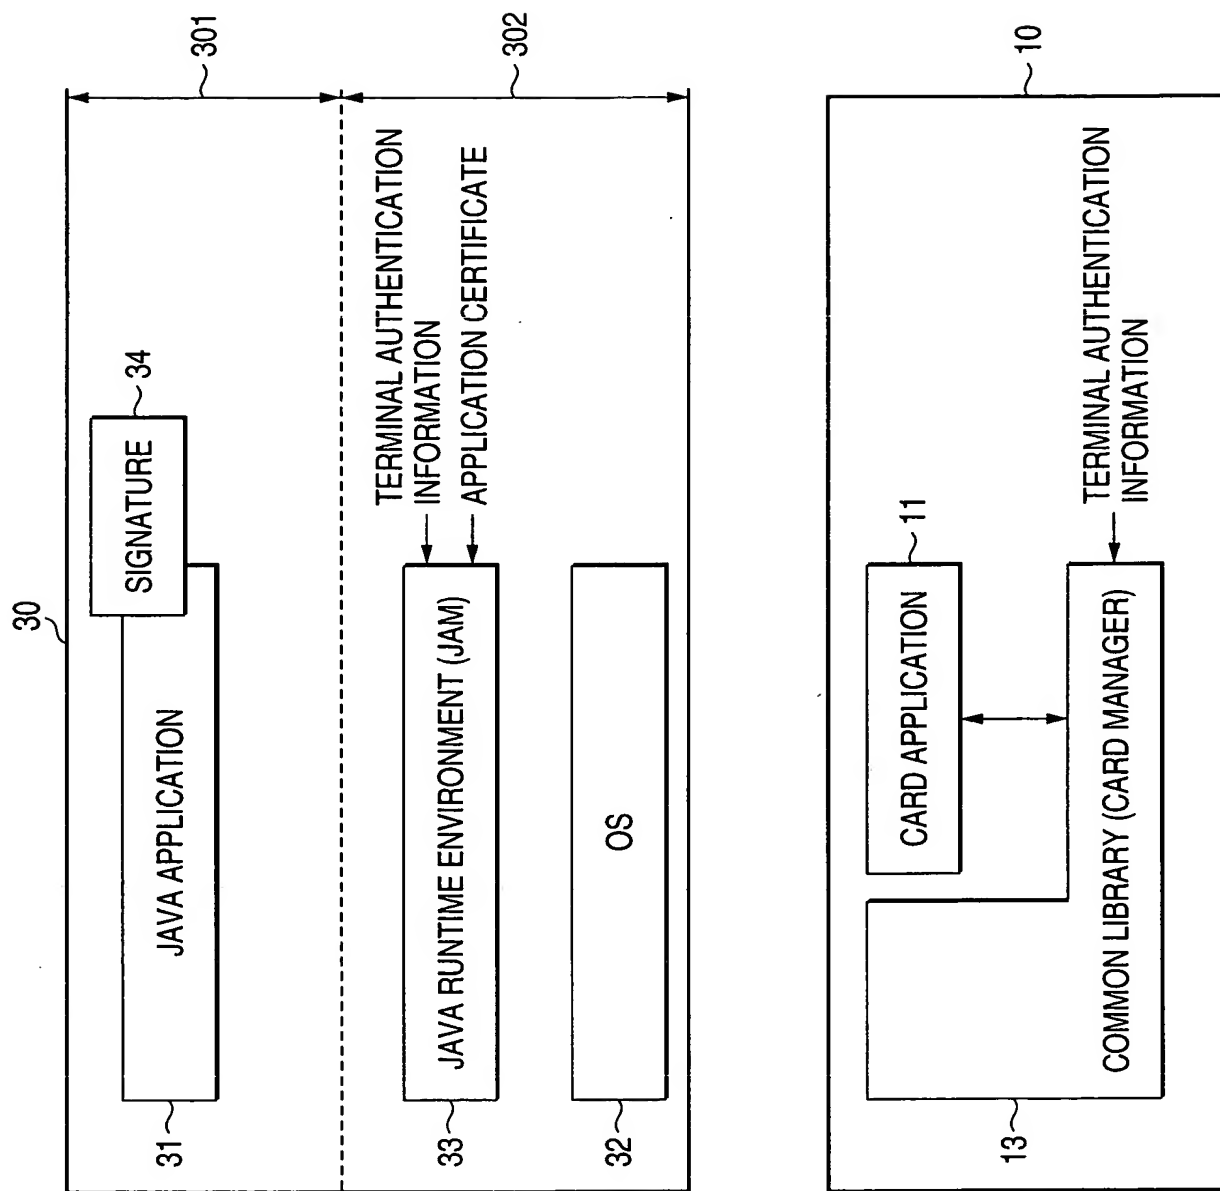 30
301
SIGNATURE
34
JAVA APPLICATION
31
302
TERMINAL AUTHENTICATION
INFORMATION
APPLICATION CERTIFICATE
JAVA RUNTIME ENVIRONMENT (JAM)
33
OS
32
10
CARD APPLICATION
11
TERMINAL AUTHENTICATION
INFORMATION
COMMON LIBRARY (CARD MANAGER)
13